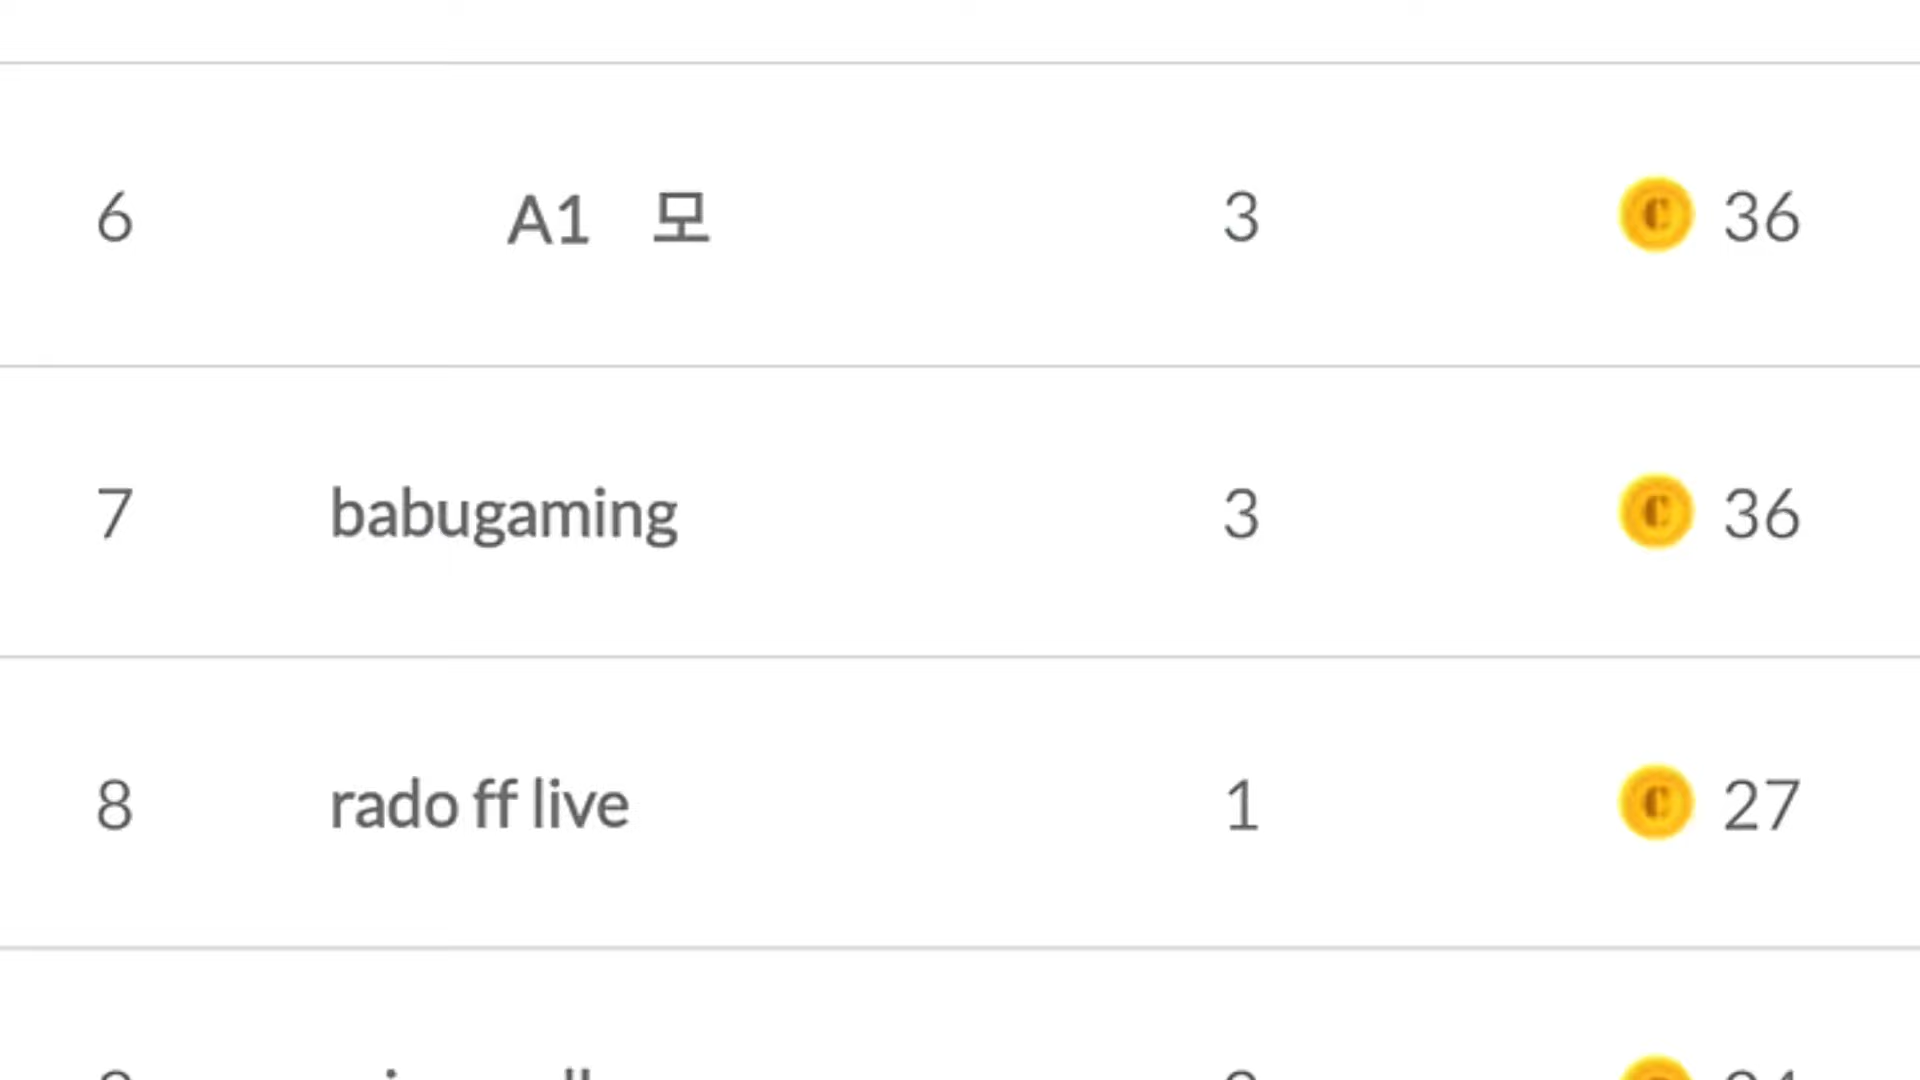 6 A1 모 3 36
7 babugaming 3 36
8 rado ff live 1 27